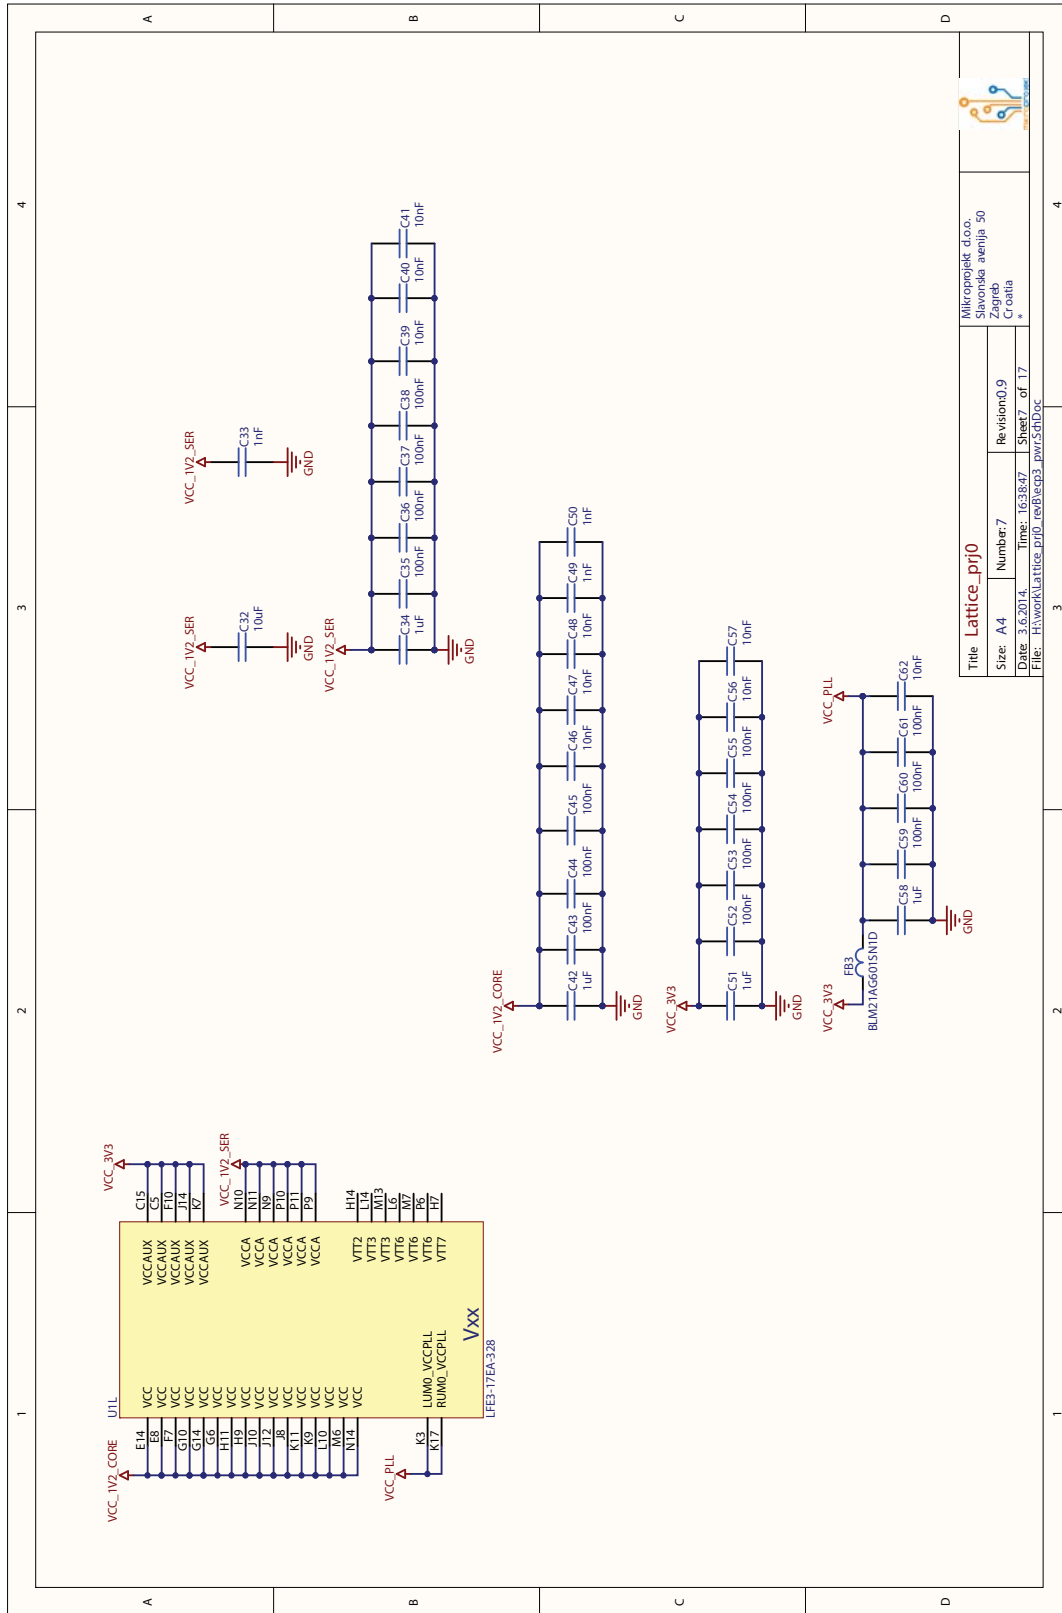 1
2
3
4
A
B
C
D
U1L
VCC_1V2_CORE
E14 VCC
E8 VCC
F7 VCC
G10 VCC
G14 VCC
G6 VCC
H11 VCC
H9 VCC
J10 VCC
J12 VCC
J8 VCC
K11 VCC
K9 VCC
L10 VCC
M6 VCC
N14 VCC
VCC_PLL
K3 LUM0_VCCPLL
K17 RUM0_VCCPLL
VCC_3V3
VCCAUX C15
VCCAUX C5
VCCAUX F10
VCCAUX J14
VCCAUX K7
VCC_1V2_SER
VCCA N10
VCCA N11
VCCA N9
VCCA P10
VCCA P11
VCCA P9
VTT2 H14
VTT3 L14
VTT3 M13
VTT6 L6
VTT6 M7
VTT6 P6
VTT7 H7
Vxx
LFE3-17EA-328
VCC_1V2_SER
C32
10uF
GND
VCC_1V2_SER
C33
1nF
GND
VCC_1V2_SER
C34
1uF
C35
100nF
C36
100nF
C37
100nF
C38
100nF
C39
10nF
C40
10nF
C41
10nF
GND
VCC_1V2_CORE
C42
1uF
C43
100nF
C44
100nF
C45
100nF
C46
10nF
C47
10nF
C48
10nF
C49
1nF
C50
1nF
GND
VCC_3V3
C51
1uF
C52
100nF
C53
100nF
C54
100nF
C55
100nF
C56
10nF
C57
10nF
GND
VCC_3V3
FB3
BLM21AG601SN1D
VCC_PLL
C58
1uF
C59
100nF
C60
100nF
C61
100nF
C62
10nF
GND
Title Lattice_prj0
Size: A4 Number:7 Revision:0.9
Date: 3.6.2014. Time: 16:38:47 Sheet7 of 17
File: H:\work\Lattice_prj0_revB\ecp3_pwr.SchDoc
Mikroprojekt d.o.o.
Slavonska avenija 50
Zagreb
Croatia
*
mikroprojekt
1
2
3
4
A
B
C
D